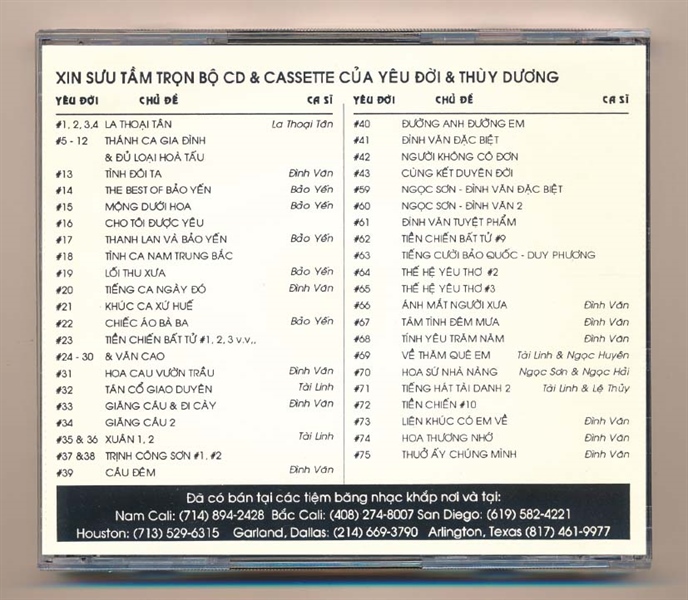 XIN SƯU TẦM TRỌN BỘ CD & CASSETTE CỦA YÊU ĐỜI & THÙY DƯƠNG
YÊU ĐỜI CHỦ ĐỀ CA SĨ
#1, 2, 3,4 LA THOẠI TÂN La Thoại Tân
#5 - 12 THÁNH CA GIA ĐÌNH
& ĐỦ LOẠI HOÀ TẤU
#13 TÌNH ĐÔI TA Đình Văn
#14 THE BEST OF BẢO YẾN Bảo Yến
#15 MỘNG DƯỚI HOA Bảo Yến
#16 CHO TÔI ĐƯỢC YÊU
#17 THANH LAN VÀ BẢO YẾN Bảo Yến
#18 TÌNH CA NAM TRUNG BẮC
#19 LỐI THU XƯA Bảo Yến
#20 TIẾNG CA NGÀY ĐÓ Đình Văn
#21 KHÚC CA XỨ HUẾ
#22 CHIẾC ÁO BÀ BA Bảo Yến
#23 TIỀN CHIẾN BẤT TỬ #1, 2, 3 v.v,,
#24 - 30 & VĂN CAO
#31 HOA CAU VƯỜN TRẦU Đình Văn
#32 TÂN CỔ GIAO DUYÊN Tài Linh
#33 GIĂNG CÂU & ĐI CẦY Đình Văn
#34 GIĂNG CÂU 2
#35 & 36 XUÂN 1, 2 Tài Linh
#37 &38 TRỊNH CÔNG SƠN #1, #2
#39 CÂU ĐÊM Đình Văn
YÊU ĐỜI CHỦ ĐỀ CA SĨ
#40 ĐƯỜNG ANH ĐƯỜNG EM
#41 ĐÌNH VĂN ĐẶC BIỆT
#42 NGƯỜI KHÔNG CÔ ĐƠN
#43 CÙNG KẾT DUYÊN ĐỜI
#59 NGỌC SƠN - ĐÌNH VĂN ĐẶC BIỆT
#60 NGỌC SƠN - ĐÌNH VĂN 2
#61 ĐÌNH VĂN TUYỆT PHẨM
#62 TIỀN CHIẾN BẤT TỬ #9
#63 TIẾNG CƯỜI BẢO QUỐC - DUY PHƯƠNG
#64 THẾ HỆ YÊU THƠ #2
#65 THẾ HỆ YÊU THƠ #3
#66 ÁNH MẮT NGƯỜI XƯA Đình Văn
#67 TÂM TÌNH ĐÊM MƯA Đình Văn
#68 TÌNH YÊU TRĂM NĂM Đình Văn
#69 VỀ THĂM QUÊ EM Tài Linh & Ngọc Huyền
#70 HOA SỨ NHÀ NÀNG Ngọc Sơn & Ngọc Hải
#71 TIẾNG HÁT TÀI DANH 2 Tài Linh & Lệ Thủy
#72 TIỀN CHIẾN #10
#73 LIÊN KHÚC CÓ EM VỀ Đình Văn
#74 HOA THƯƠNG NHỚ Đình Văn
#75 THUỞ ẤY CHÚNG MÌNH Đình Văn
Đã có bán tại các tiệm băng nhạc khắp nơi và tại:
Nam Cali: (714) 894-2428 Bắc Cali: (408) 274-8007 San Diego: (619) 582-4221
Houston: (713) 529-6315 Garland, Dallas: (214) 669-3790 Arlington, Texas (817) 461-9977